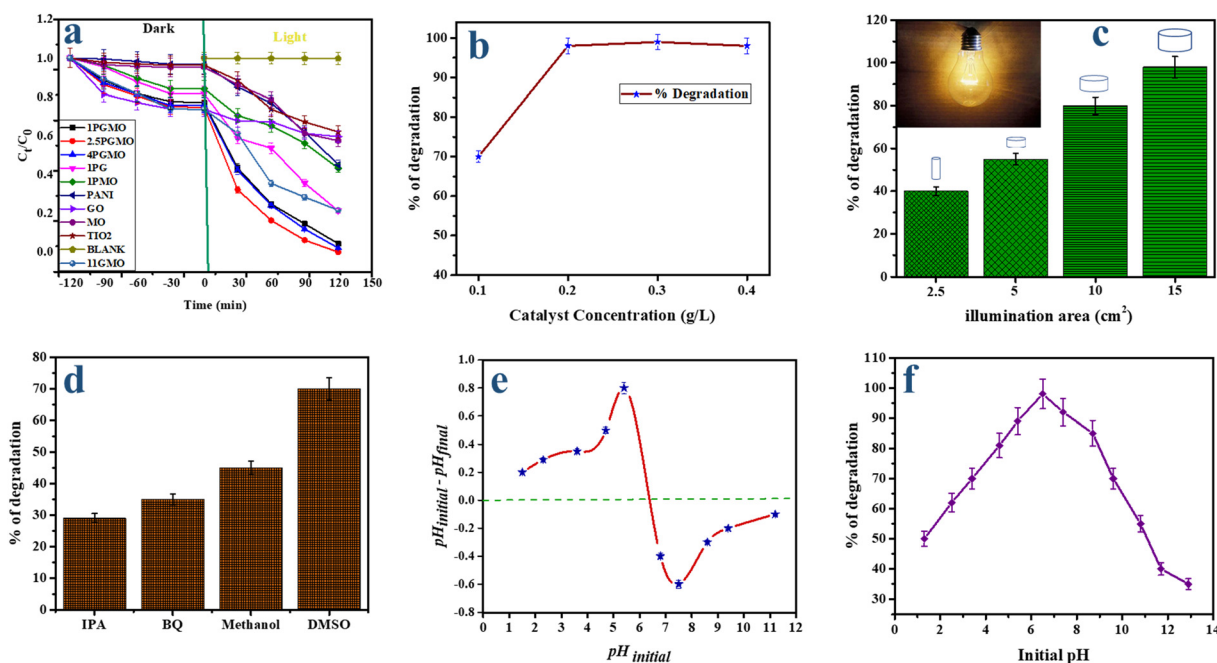 a
Dark
Light
1.2
1.0
0.8
0.6
0.4
0.2
0.0
Ct/C0
1PGMO
2.5PGMO
4PGMO
1PG
1PMO
PANI
GO
MO
TIO2
BLANK
11GMO
-120 -90 -60 -30 0 30 60 90 120 150
Time (min)
b
100
90
80
70
60
50
40
% of degradation
% Degradation
0.1 0.2 0.3 0.4
Catalyst Concentration (g/L)
c
120
100
80
60
40
20
0
% of degradation
2.5 5 10 15
illumination area (cm²)
d
80
70
60
50
40
30
20
10
0
% of degradation
IPA BQ Methanol DMSO
e
0.8
0.6
0.4
0.2
0.0
-0.2
-0.4
-0.6
-0.8
pHinitial - pHfinal
0 1 2 3 4 5 6 7 8 9 10 11 12
pH initial
f
110
100
90
80
70
60
50
40
30
% of degradation
0 2 4 6 8 10 12 14
Initial pH